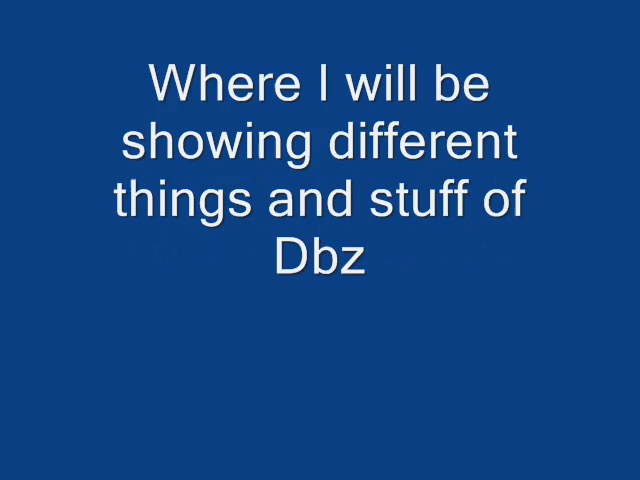 Where I will be
showing different
things and stuff of
Dbz